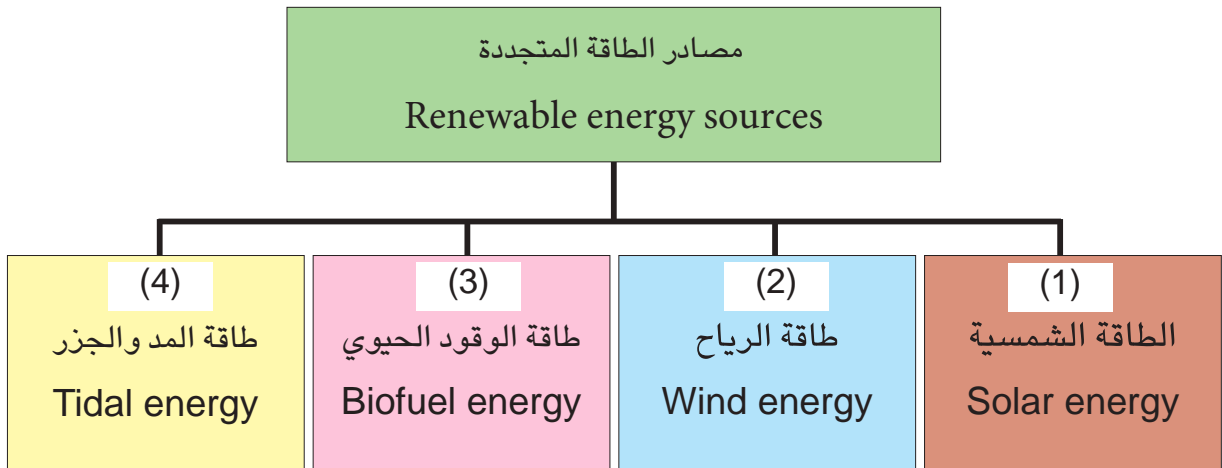 مصادر الطاقة المتجددة
Renewable energy sources
(1)
الطاقة الشمسية
Solar energy
(2)
طاقة الرياح
Wind energy
(3)
طاقة الوقود الحيوي
Biofuel energy
(4)
طاقة المد والجزر
Tidal energy